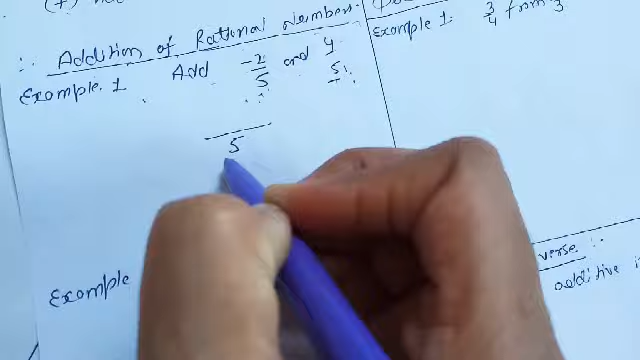 ∴ Addition of Rational Numbers.
Example. 1 Add -2/5 and 4/5
5
Example
Example 1. 3/4 from
verse :-
additive